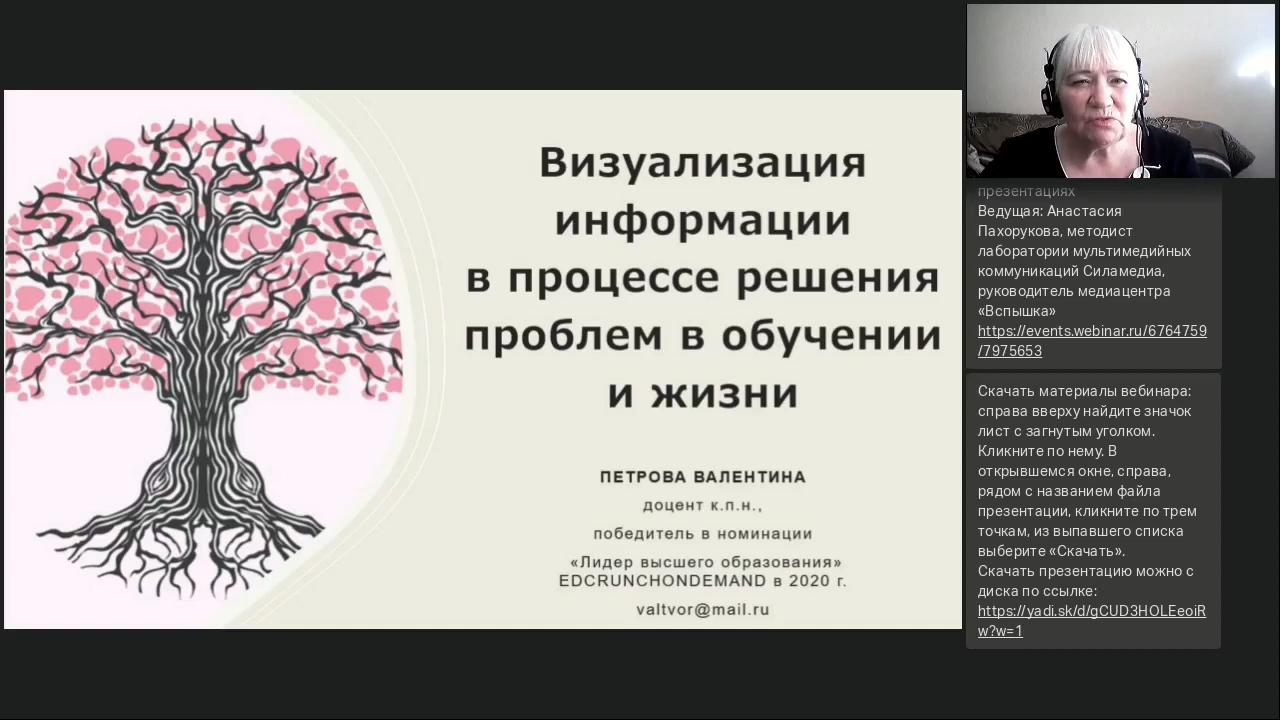 Визуализация
информации
в процессе решения
проблем в обучении
и жизни
ПЕТРОВА ВАЛЕНТИНА
доцент к.п.н.,
победитель в номинации
«Лидер высшего образования»
EDCRUNCHONDEMAND в 2020 г.
valtvor@mail.ru
презентациях
Ведущая: Анастасия
Пахорукова, методист
лаборатории мультимедийных
коммуникаций Силамедиа,
руководитель медиацентра
«Вспышка»
https://events.webinar.ru/6764759
/7975653
Скачать материалы вебинара:
справа вверху найдите значок
лист с загнутым уголком.
Кликните по нему. В
открывшемся окне, справа,
рядом с названием файла
презентации, кликните по трем
точкам, из выпавшего списка
выберите «Скачать».
Скачать презентацию можно с
диска по ссылке:
https://yadi.sk/d/gCUD3HOLEeoiR
w?w=1